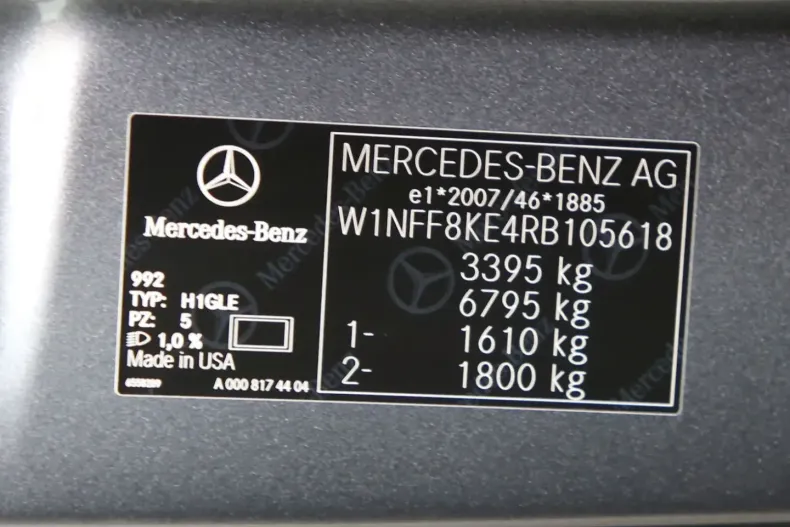 Mercedes-Benz
992
TYP: H1GLE
PZ: 5
1,0 %
Made in USA
A 000 817 44 04
MERCEDES-BENZ AG
e1*2007/46*1885
W1NFF8KE4RB105618
3395 kg
6795 kg
1- 1610 kg
2- 1800 kg